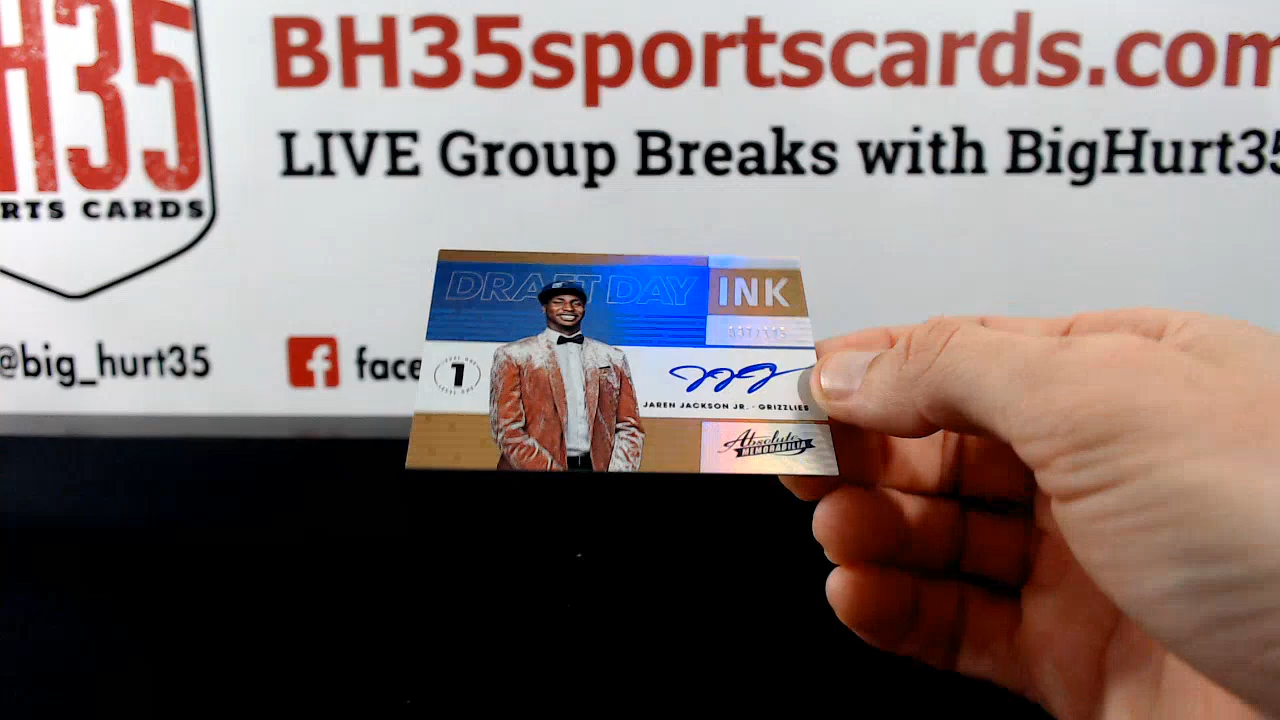 H35
RTS CARDS
BH35sportscards.com
LIVE Group Breaks with BigHurt35
@big_hurt35
f face
DRAFT DAY INK
1
JAREN JACKSON JR. · GRIZZLIES
Absolute
MEMORABILIA